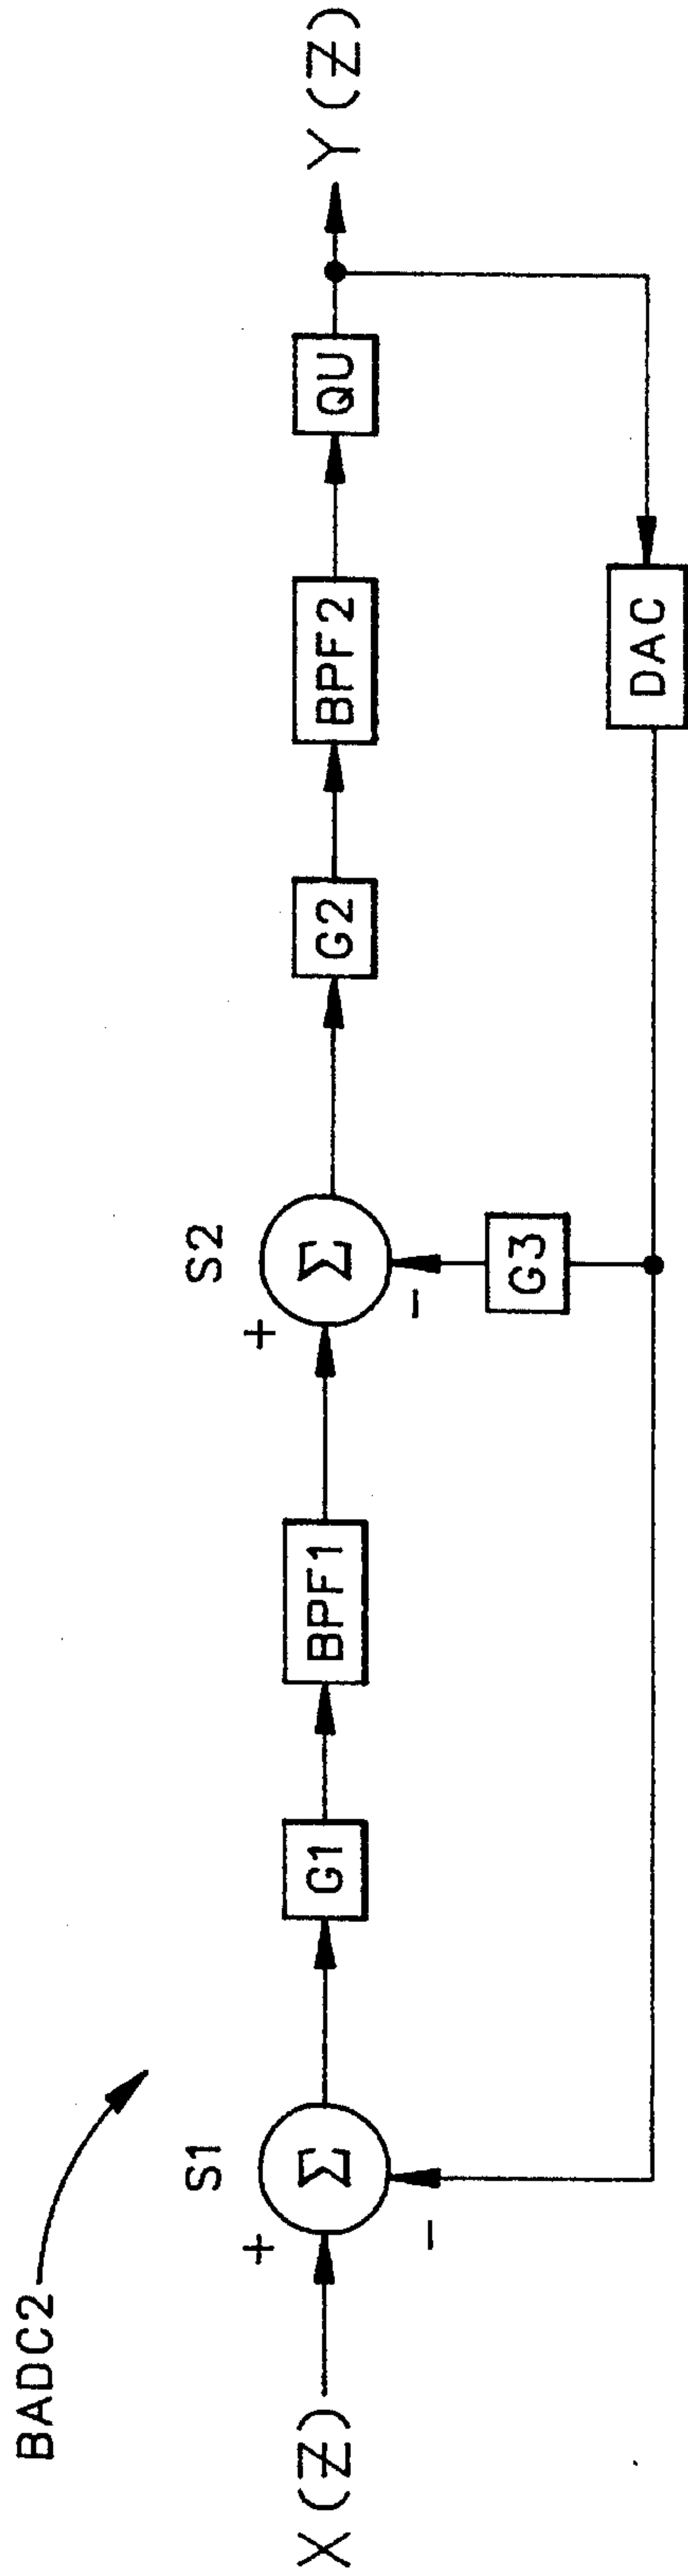 BADC2
X(Z)
+
-
S1
Σ
G1
BPF1
+
-
S2
Σ
G3
G2
BPF2
QU
Y(Z)
DAC